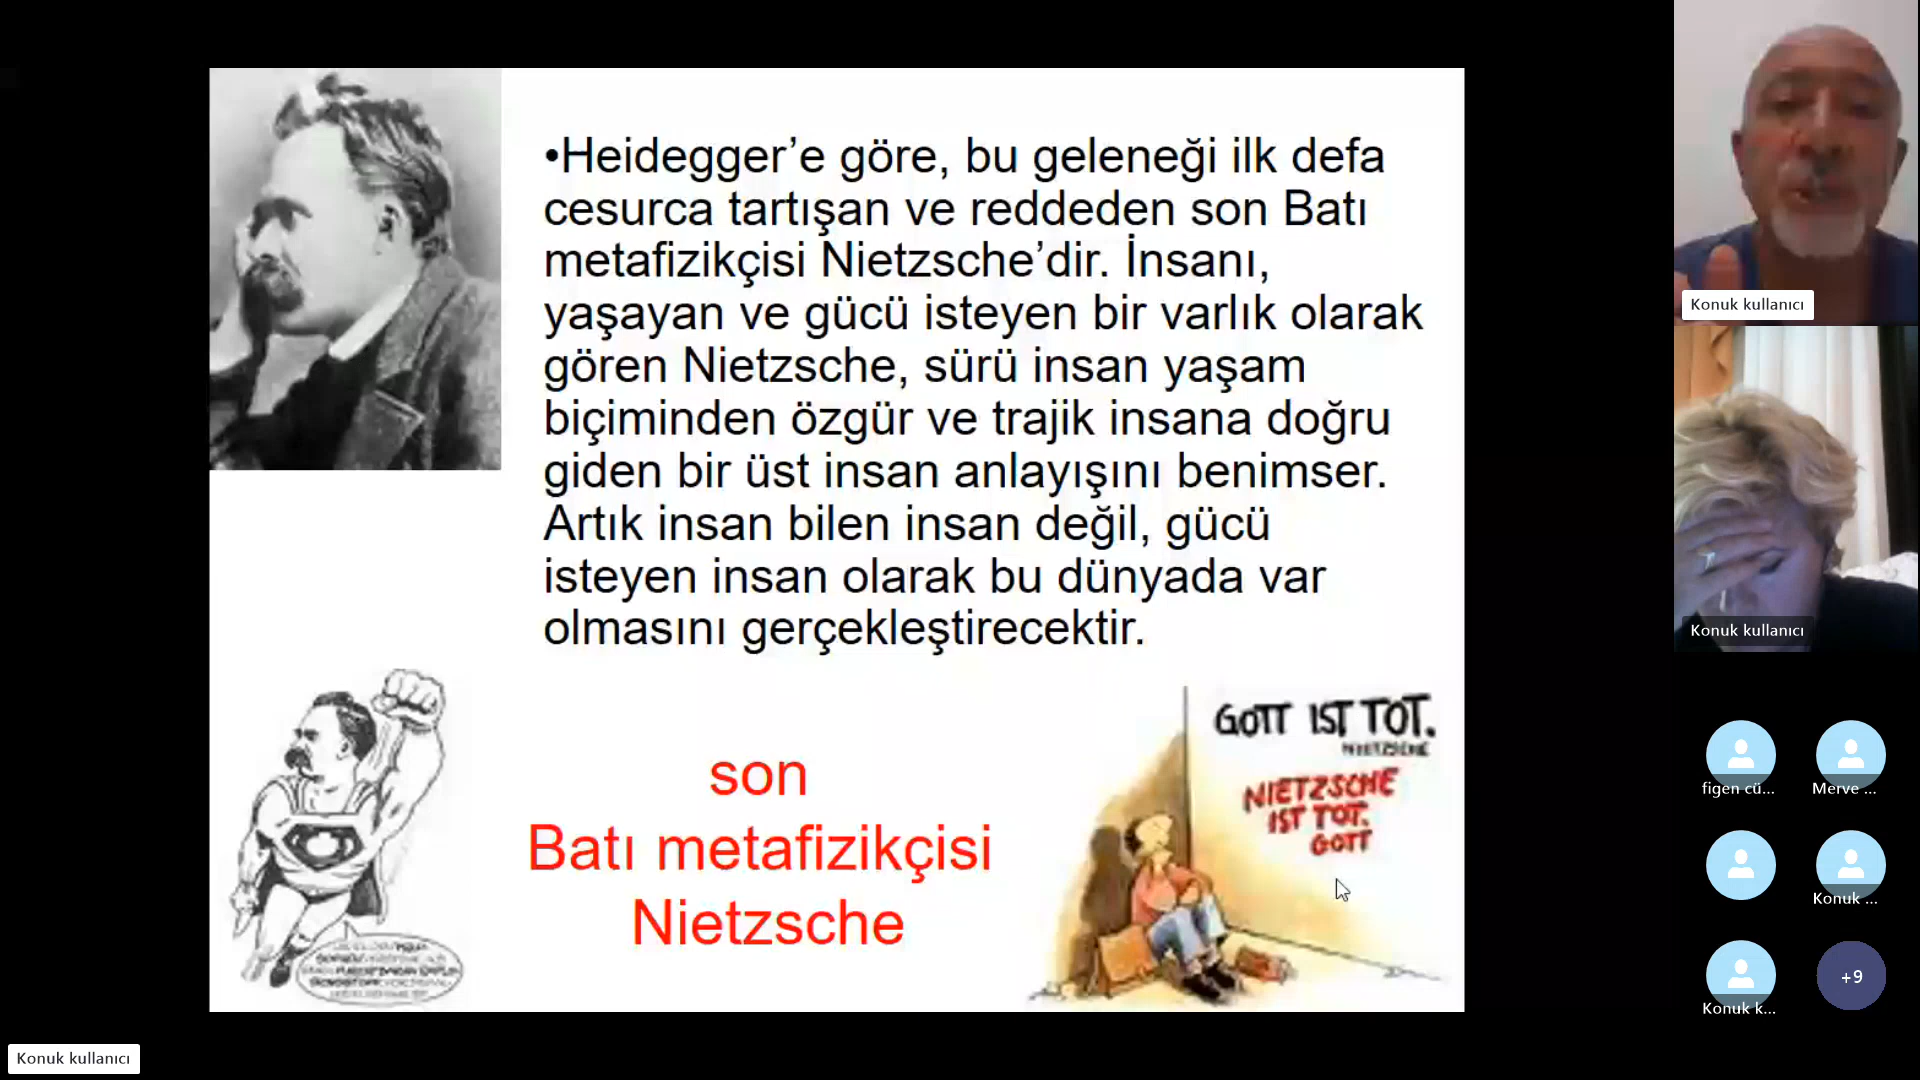 •Heidegger’e göre, bu geleneği ilk defa
cesurca tartışan ve reddeden son Batı
metafizikçisi Nietzsche’dir. İnsanı,
yaşayan ve gücü isteyen bir varlık olarak
gören Nietzsche, sürü insan yaşam
biçiminden özgür ve trajik insana doğru
giden bir üst insan anlayışını benimser.
Artık insan bilen insan değil, gücü
isteyen insan olarak bu dünyada var
olmasını gerçekleştirecektir.
son
Batı metafizikçisi
Nietzsche
GOTT IST TOT.
NIETZSCHE
NIETZSCHE
IST TOT.
GOTT
Konuk kullanıcı
Konuk kullanıcı
figen cü...
Merve ...
Konuk ...
Konuk k...
+9
Konuk kullanıcı